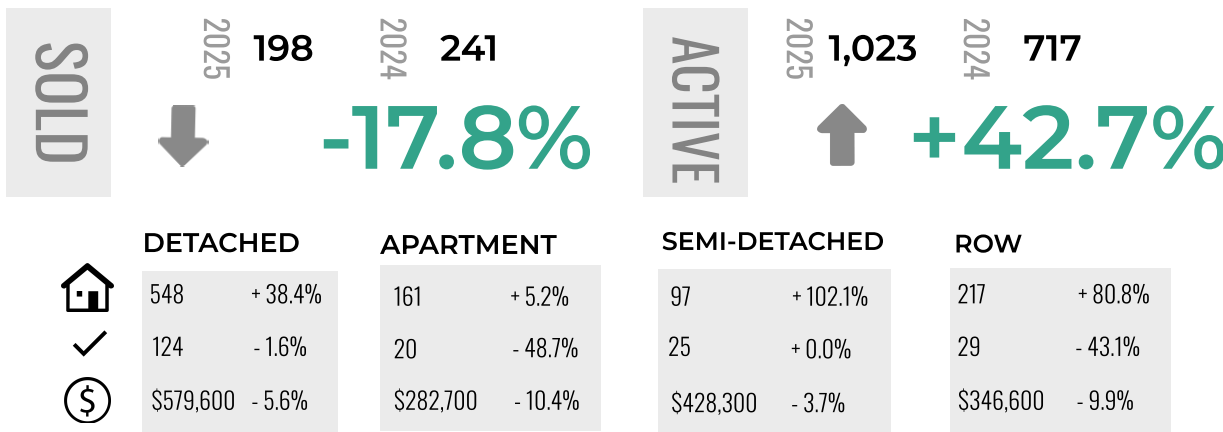 SOLD
2025 198 2024 241
-17.8%
ACTIVE
2025 1,023 2024 717
+42.7%
DETACHED
548 + 38.4%
124 - 1.6%
$579,600 - 5.6%
APARTMENT
161 + 5.2%
20 - 48.7%
$282,700 - 10.4%
SEMI-DETACHED
97 + 102.1%
25 + 0.0%
$428,300 - 3.7%
ROW
217 + 80.8%
29 - 43.1%
$346,600 - 9.9%
$